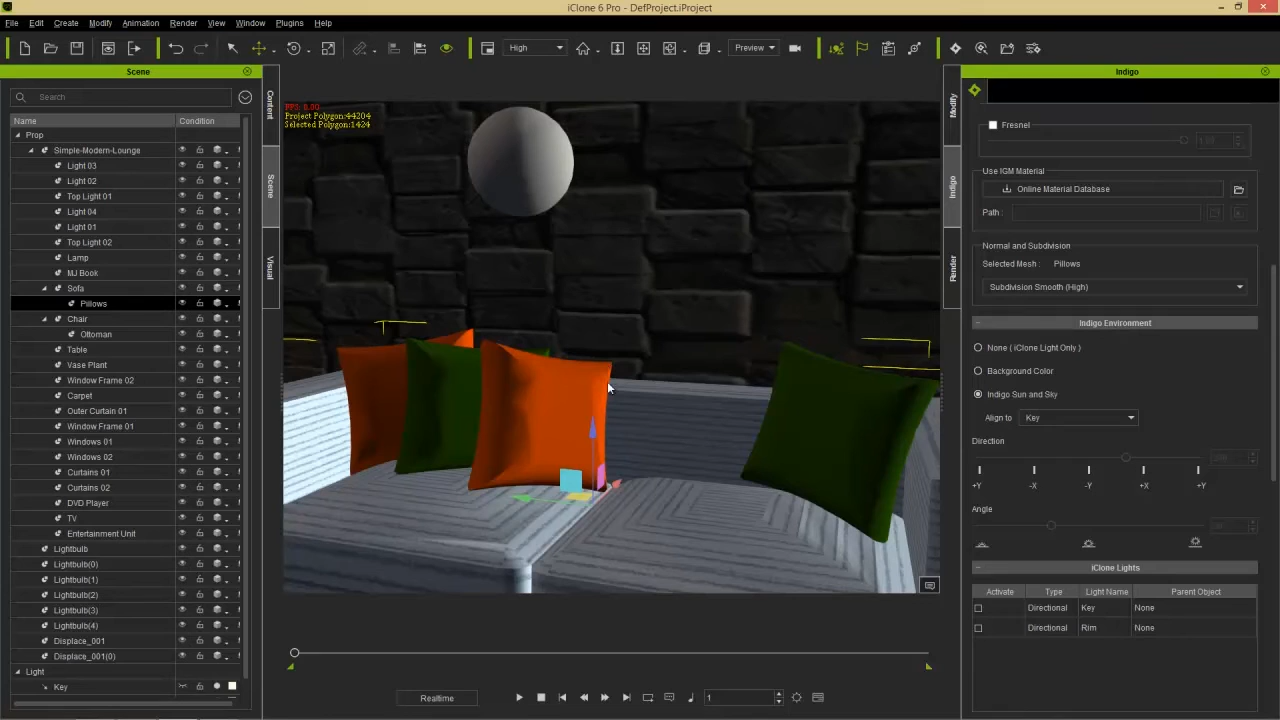 iClone 6 Pro - DefProject.iProject
File Edit Create Modify Animation Render View Window Plugins Help
High
Preview
Scene
Indigo
Search
Name Condition
Prop
Simple-Modern-Lounge
Light 03
Light 02
Top Light 01
Light 04
Light 01
Top Light 02
Lamp
MJ Book
Sofa
Pillows
Chair
Ottoman
Table
Vase Plant
Window Frame 02
Carpet
Outer Curtain 01
Window Frame 01
Windows 01
Windows 02
Curtains 01
Curtains 02
DVD Player
TV
Entertainment Unit
Lightbulb
Lightbulb(0)
Lightbulb(1)
Lightbulb(2)
Lightbulb(3)
Lightbulb(4)
Displace_001
Displace_001(0)
Light
Key
Content
Scene
Visual
FPS: 0.00
Project Polygon:44204
Selected Polygon:1424
Realtime
1
Modify
Indigo
Render
Fresnel
Use IGM Material
Online Material Database
Path :
Normal and Subdivision
Selected Mesh : Pillows
Subdivision Smooth (High)
Indigo Environment
None ( iClone Light Only )
Background Color
Indigo Sun and Sky
Align to Key
Direction
+Y -X -Y +X +Y
Angle
iClone Lights
Activate Type Light Name Parent Object
Directional Key None
Directional Rim None